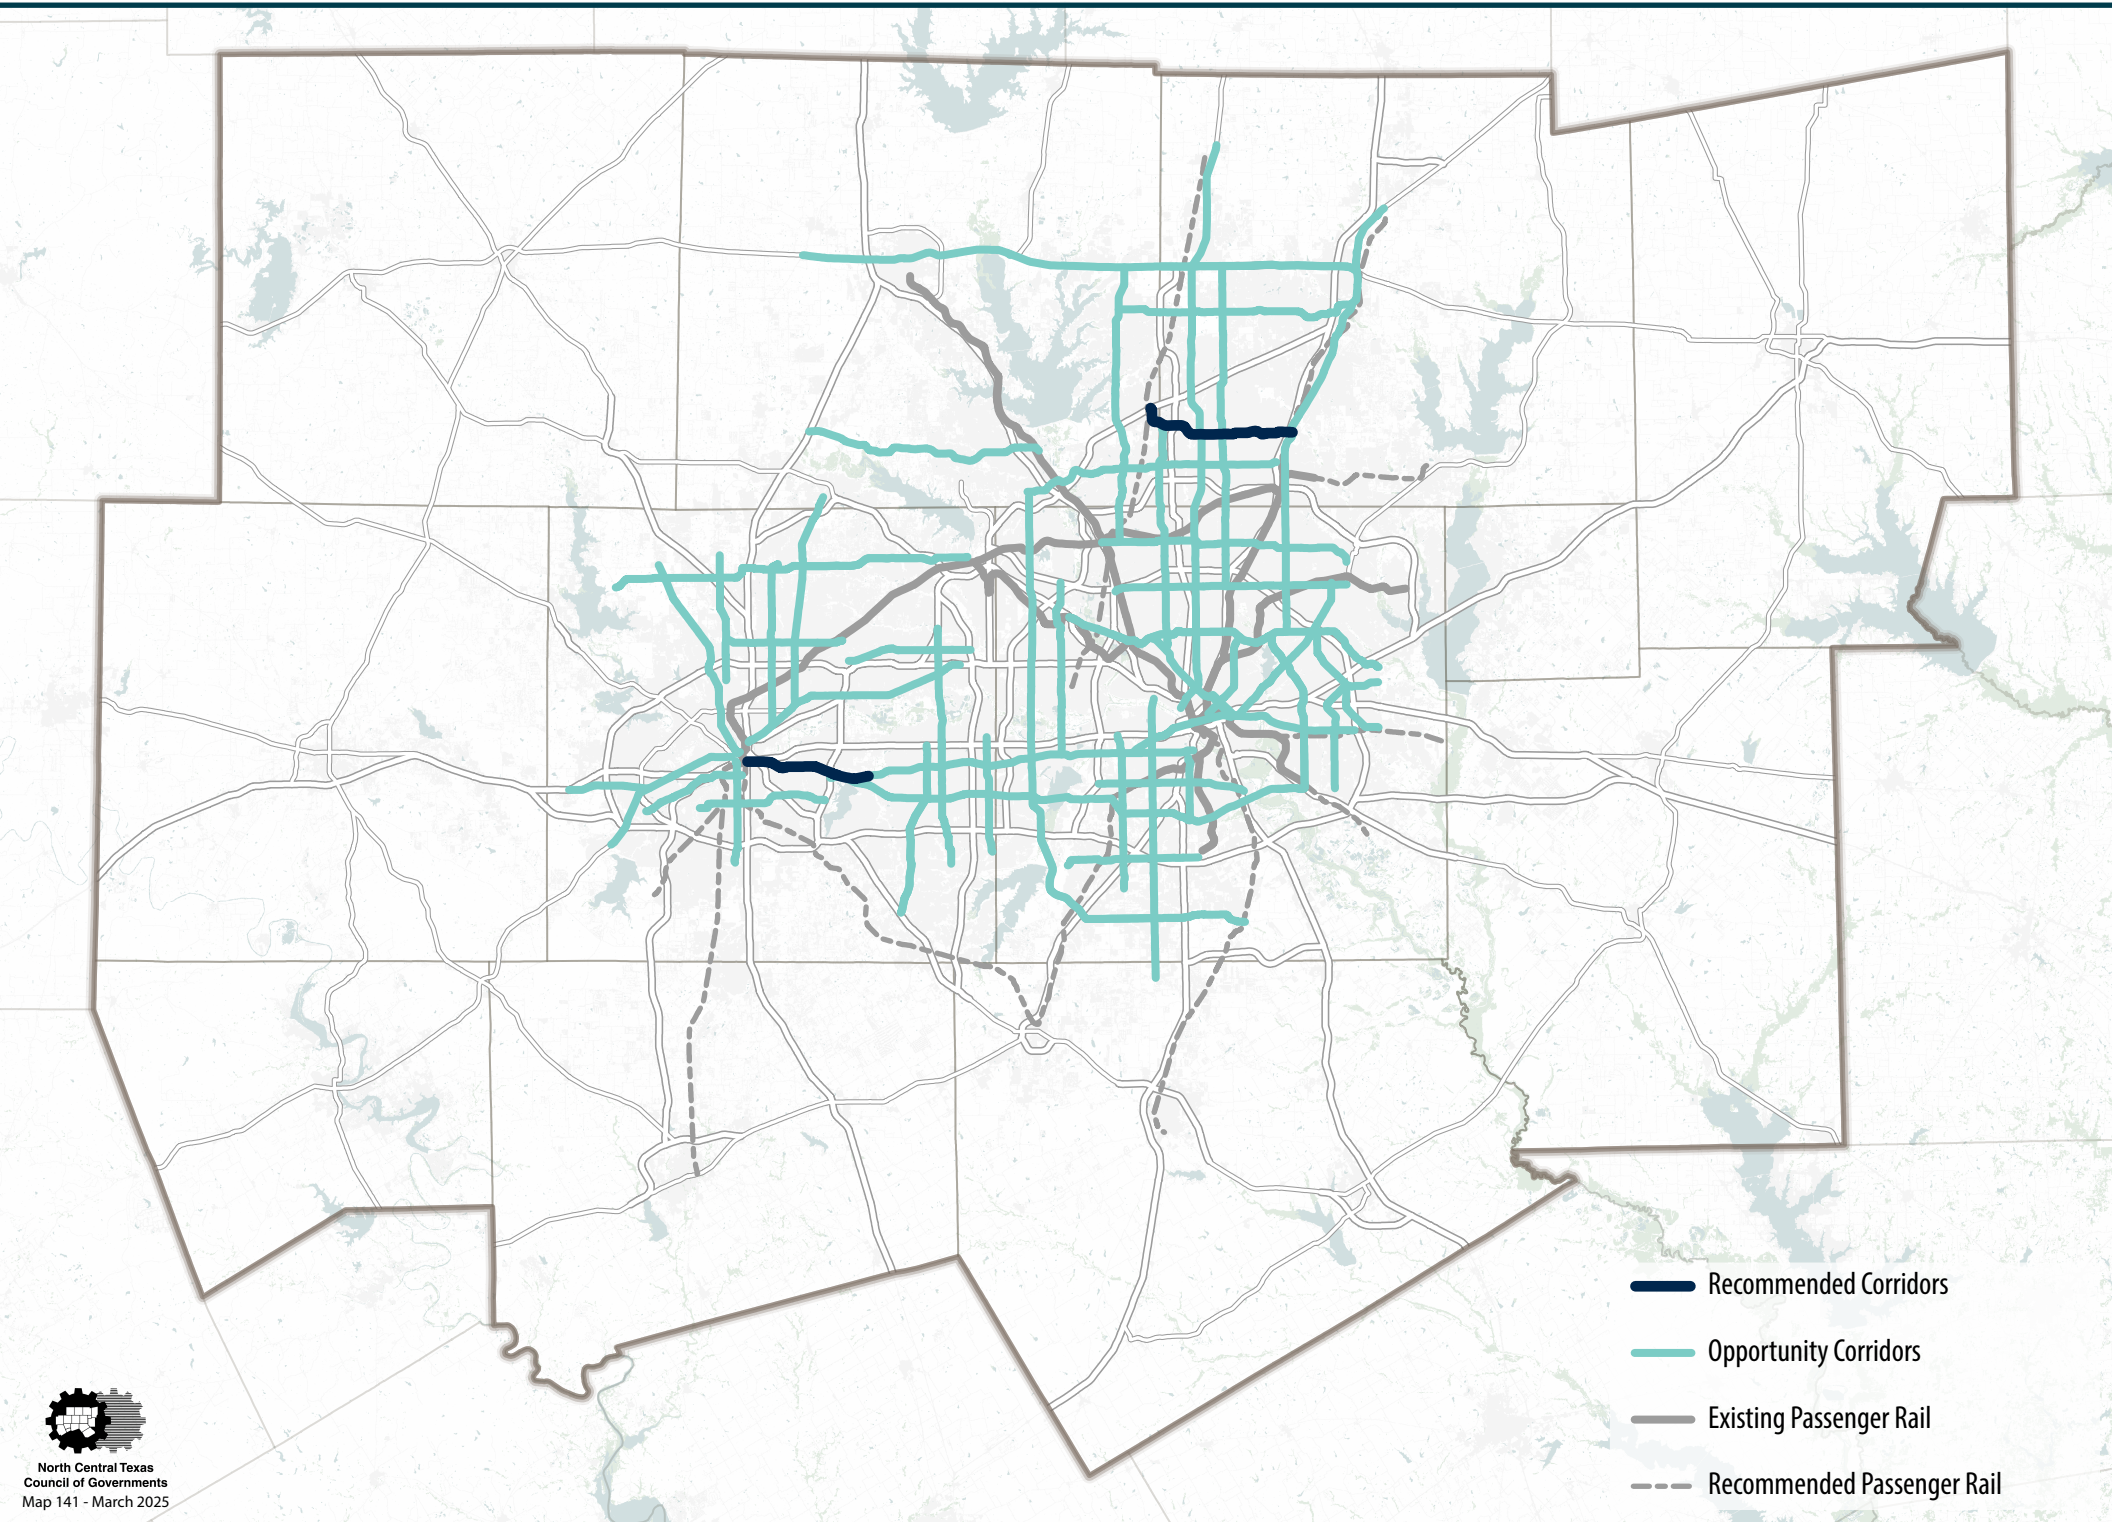 Recommended Corridors
Opportunity Corridors
Existing Passenger Rail
Recommended Passenger Rail
North Central Texas
Council of Governments
Map 141 - March 2025